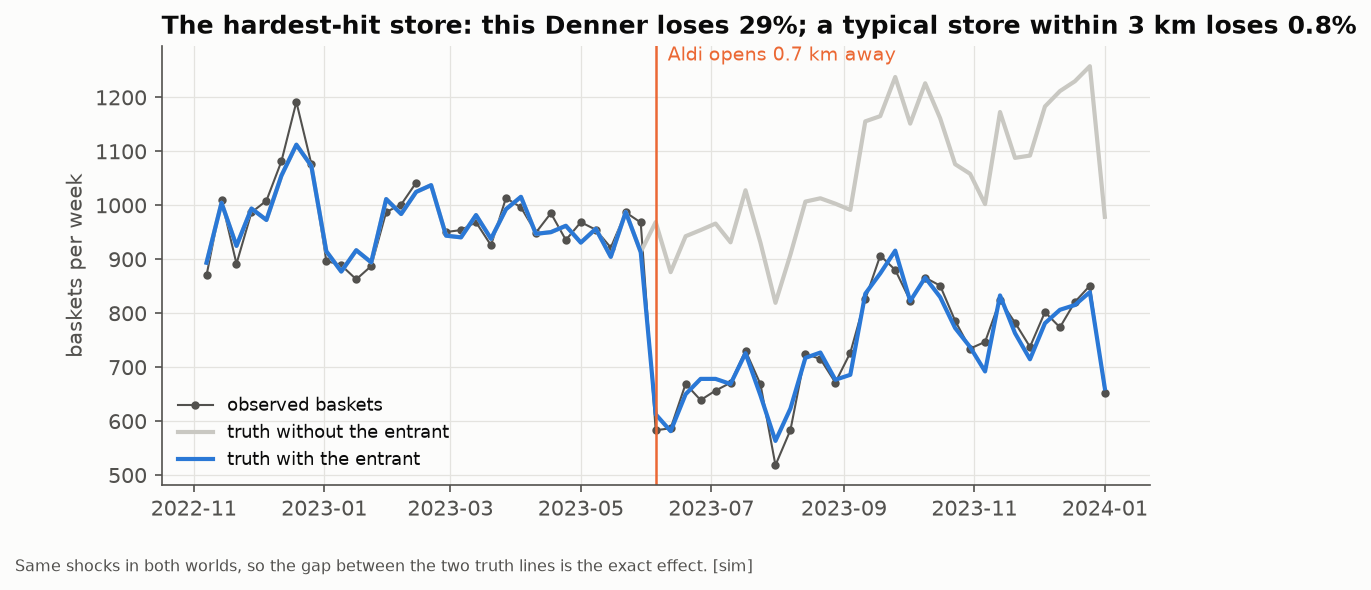 The hardest-hit store: this Denner loses 29%; a typical store within 3 km loses 0.8%
Aldi opens 0.7 km away
baskets per week
1200
1100
1000
900
800
700
600
500
observed baskets
truth without the entrant
truth with the entrant
2022-11 2023-01 2023-03 2023-05 2023-07 2023-09 2023-11 2024-01
Same shocks in both worlds, so the gap between the two truth lines is the exact effect. [sim]